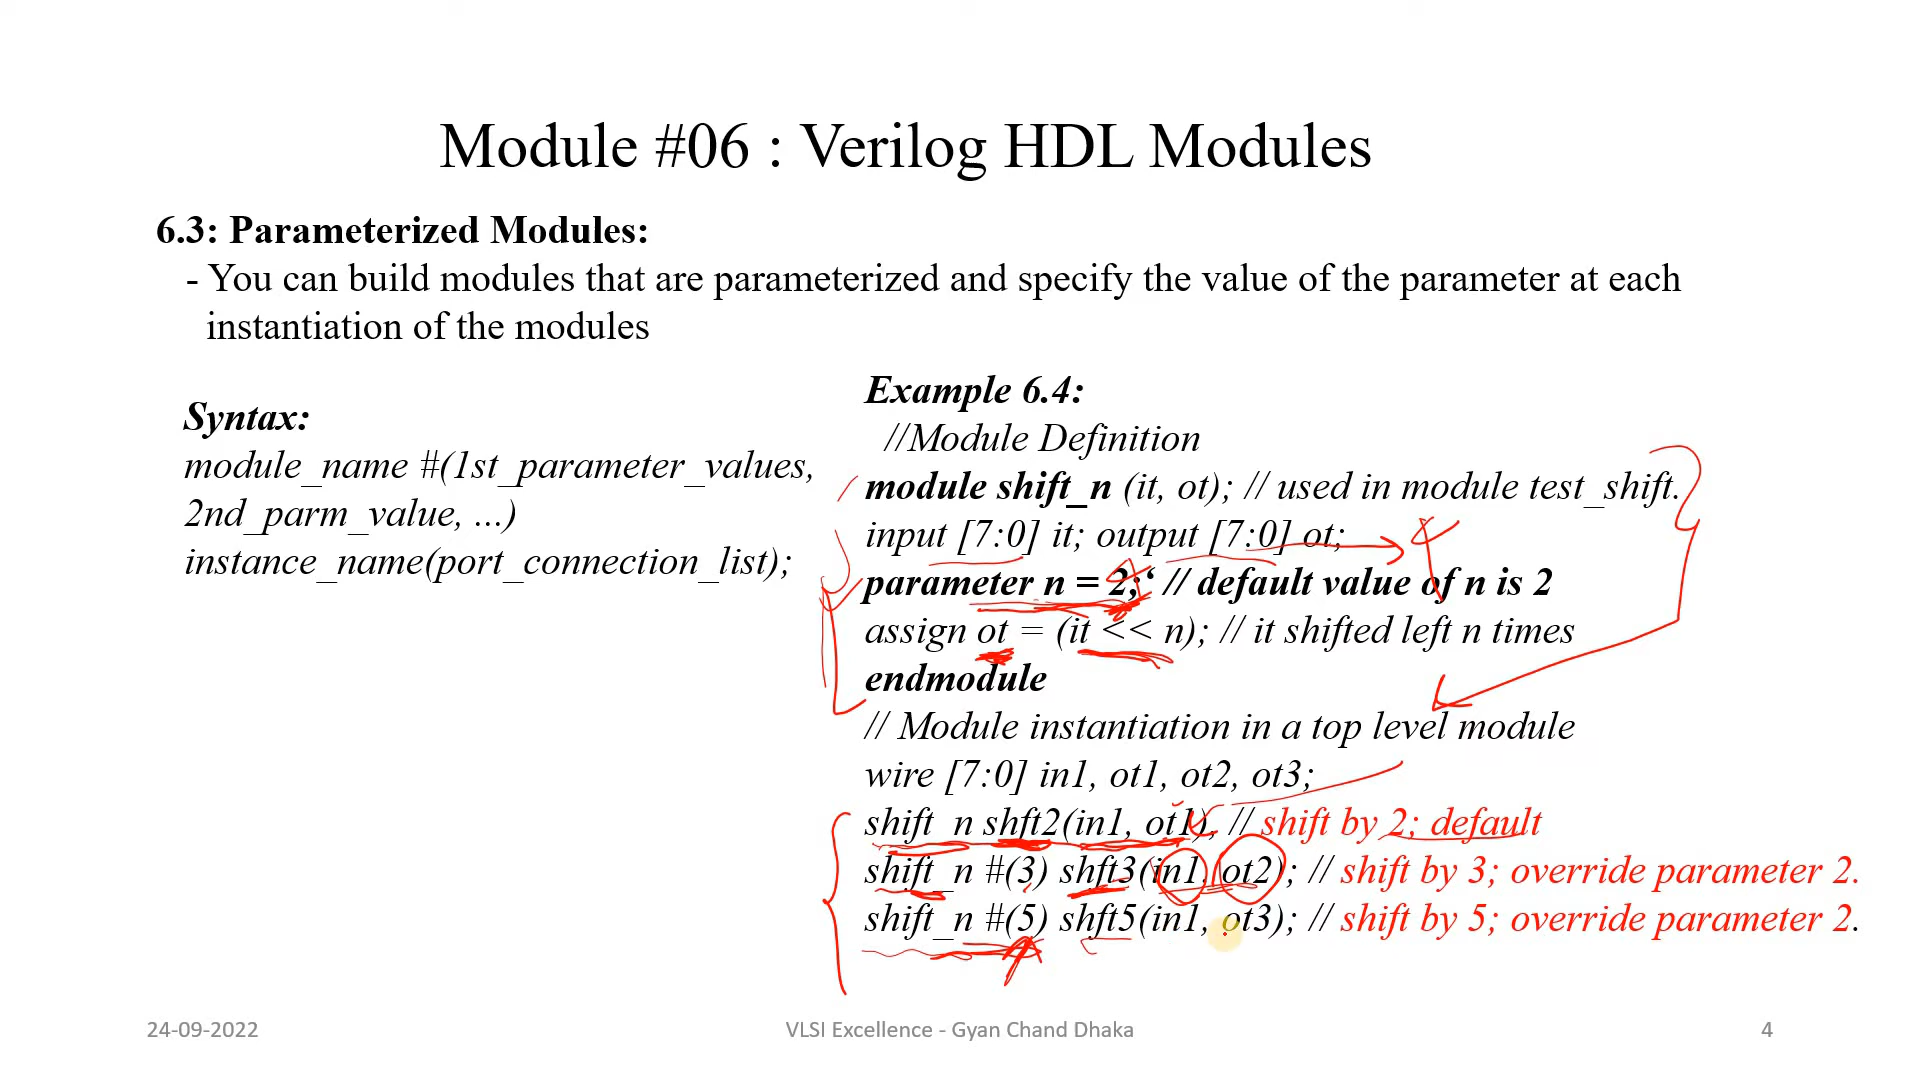 Module #06 : Verilog HDL Modules
6.3: Parameterized Modules:
- You can build modules that are parameterized and specify the value of the parameter at each
instantiation of the modules
Syntax:
module_name #(1st_parameter_values,
2nd_parm_value, ...)
instance_name(port_connection_list);
Example 6.4:
//Module Definition
module shift_n (it, ot); // used in module test_shift.
input [7:0] it; output [7:0] ot;
parameter n = 2;‘ // default value of n is 2
assign ot = (it << n); // it shifted left n times
endmodule
// Module instantiation in a top level module
wire [7:0] in1, ot1, ot2, ot3;
shift_n shft2(in1, ot1), // shift by 2; default
shift_n #(3) shft3(in1, ot2); // shift by 3; override parameter 2.
shift_n #(5) shft5(in1, ot3); // shift by 5; override parameter 2.
24-09-2022
VLSI Excellence - Gyan Chand Dhaka
4